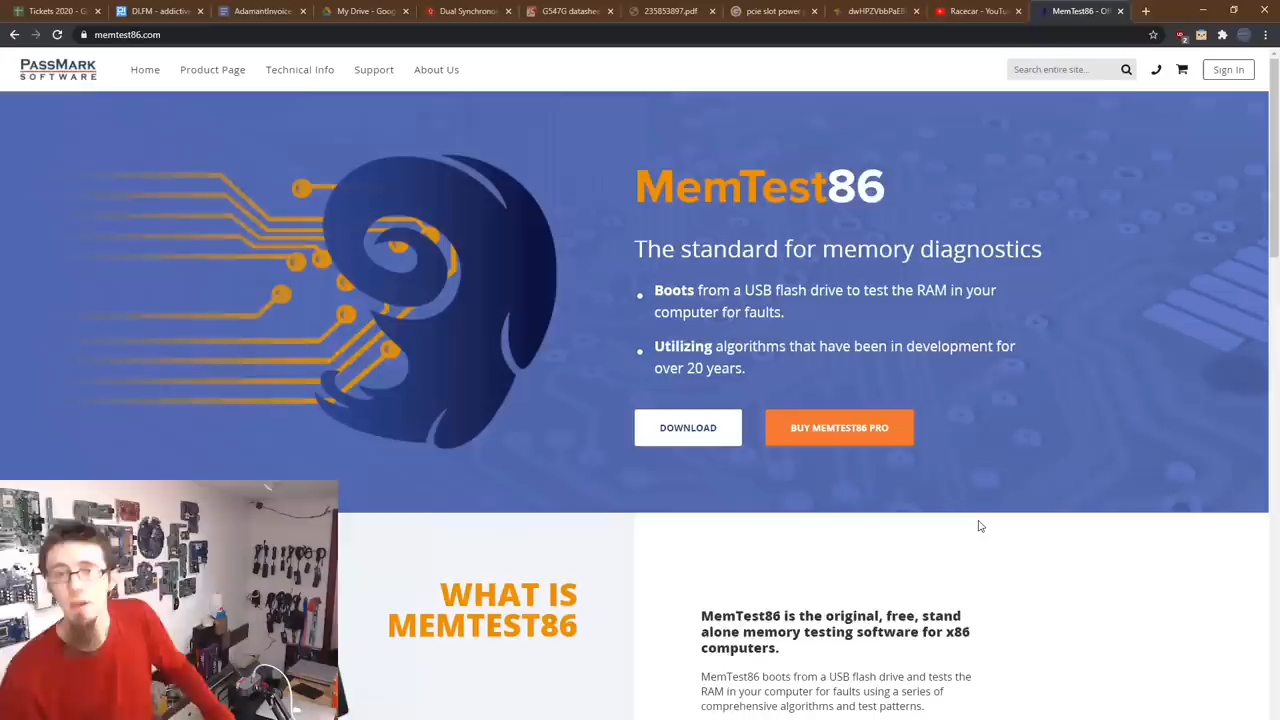 Tickets 2020 - C
DI.FM - addictive
AdamantInvoice
My Drive - Goog
Dual Synchrono
G547G datashee
235853897.pdf
pcie slot power
dwHPZVbbPaEB
Racecar - YouTu
MemTest86 - Of
memtest86.com
PASSMARK
SOFTWARE
Home
Product Page
Technical Info
Support
About Us
Search entire site...
Sign In
MemTest86
The standard for memory diagnostics
Boots from a USB flash drive to test the RAM in your
computer for faults.
Utilizing algorithms that have been in development for
over 20 years.
DOWNLOAD
BUY MEMTEST86 PRO
WHAT IS
MEMTEST86
MemTest86 is the original, free, stand
alone memory testing software for x86
computers.
MemTest86 boots from a USB flash drive and tests the
RAM in your computer for faults using a series of
comprehensive algorithms and test patterns.